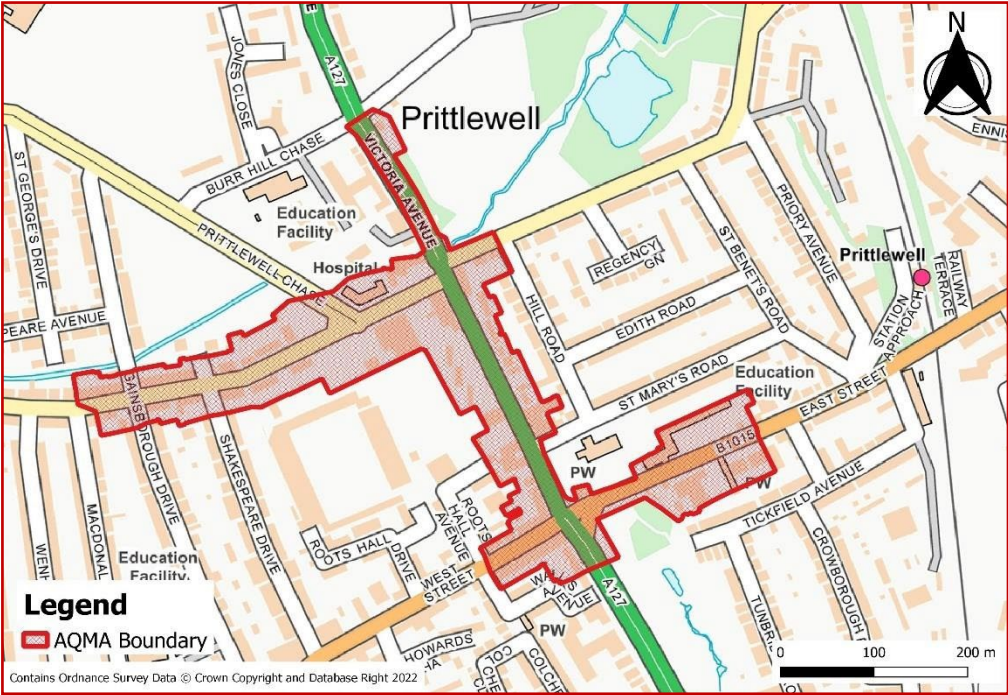 N
JONES CLOSE
A127
Prittlewell
BURR HILL CHASE
VICTORIA AVENUE
ST GEORGE'S DRIVE
Education
Facility
PRITTLEWELL CHASE
Hospital
REGENCY
GN
ST BENET'S ROAD
PRIORY AVENUE
Prittlewell
RAILWAY
TERRACE
STATION
APPROACH
HILL ROAD
EDITH ROAD
PEARE AVENUE
ST MARY'S ROAD
Education
Facility
EAST STREET
GAINSBOROUGH DRIVE
SHAKESPEARE DRIVE
B1015
PW
PW
TICKFIELD AVENUE
ROOTS
HALL
AVENUE
ROOTS HALL
DRIVE
WEST
STREET
MACDONAL
WENH
Education
Facility
CROWBOROUGH
A127
PW
HOWARDS
COLCHE
Legend
AQMA Boundary
0
100
200 m
Contains Ordnance Survey Data © Crown Copyright and Database Right 2022